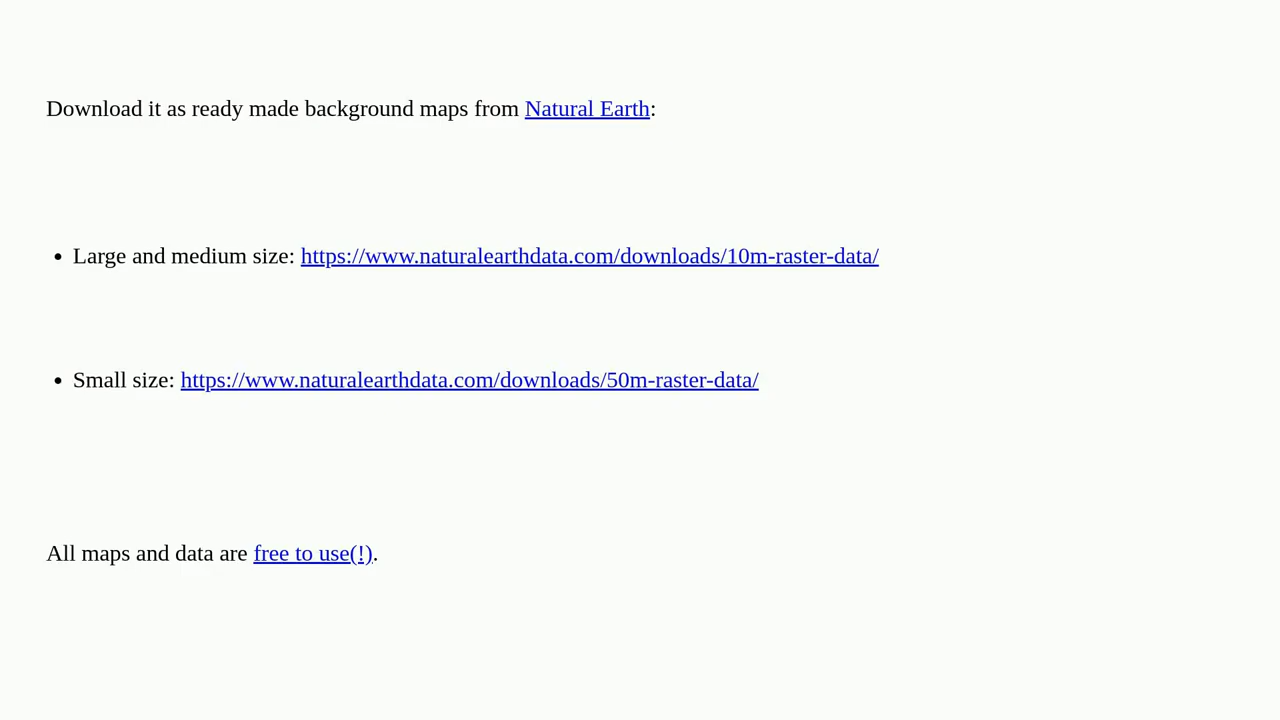 Download it as ready made background maps from Natural Earth:
• Large and medium size: https://www.naturalearthdata.com/downloads/10m-raster-data/
• Small size: https://www.naturalearthdata.com/downloads/50m-raster-data/
All maps and data are free to use(!).